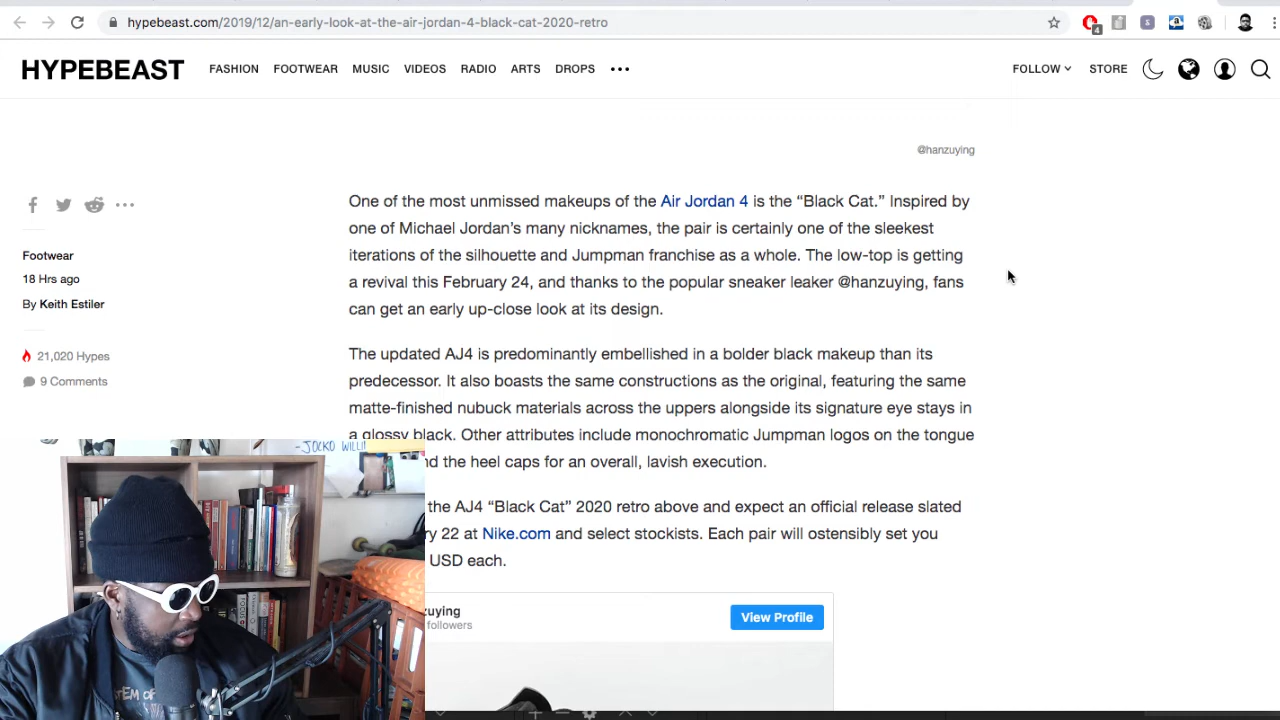 hypebeast.com/2019/12/an-early-look-at-the-air-jordan-4-black-cat-2020-retro
4
HYPEBEAST FASHION FOOTWEAR MUSIC VIDEOS RADIO ARTS DROPS ••• FOLLOW STORE
@hanzuying
One of the most unmissed makeups of the Air Jordan 4 is the “Black Cat.” Inspired by
one of Michael Jordan’s many nicknames, the pair is certainly one of the sleekest
iterations of the silhouette and Jumpman franchise as a whole. The low-top is getting
a revival this February 24, and thanks to the popular sneaker leaker @hanzuying, fans
can get an early up-close look at its design.
Footwear
18 Hrs ago
By Keith Estiler
21,020 Hypes
9 Comments
The updated AJ4 is predominantly embellished in a bolder black makeup than its
predecessor. It also boasts the same constructions as the original, featuring the same
matte-finished nubuck materials across the uppers alongside its signature eye stays in
a glossy black. Other attributes include monochromatic Jumpman logos on the tongue
nd the heel caps for an overall, lavish execution.
the AJ4 “Black Cat” 2020 retro above and expect an official release slated
ry 22 at Nike.com and select stockists. Each pair will ostensibly set you
USD each.
zuying
followers
View Profile
-JOCKO WILLI